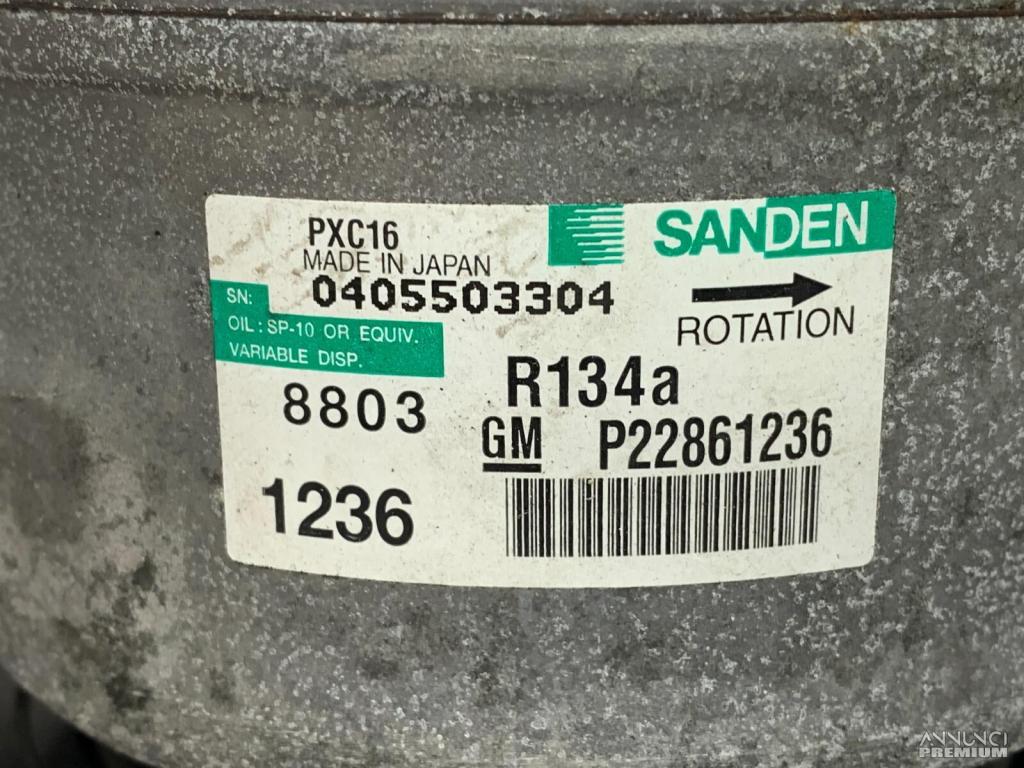 PXC16
SANDEN
MADE IN JAPAN
SN: 0405503304
ROTATION
OIL : SP-10 OR EQUIV.
VARIABLE DISP.
R134a
8803
GM P22861236
1236
ANNUNCI
PREMIUM